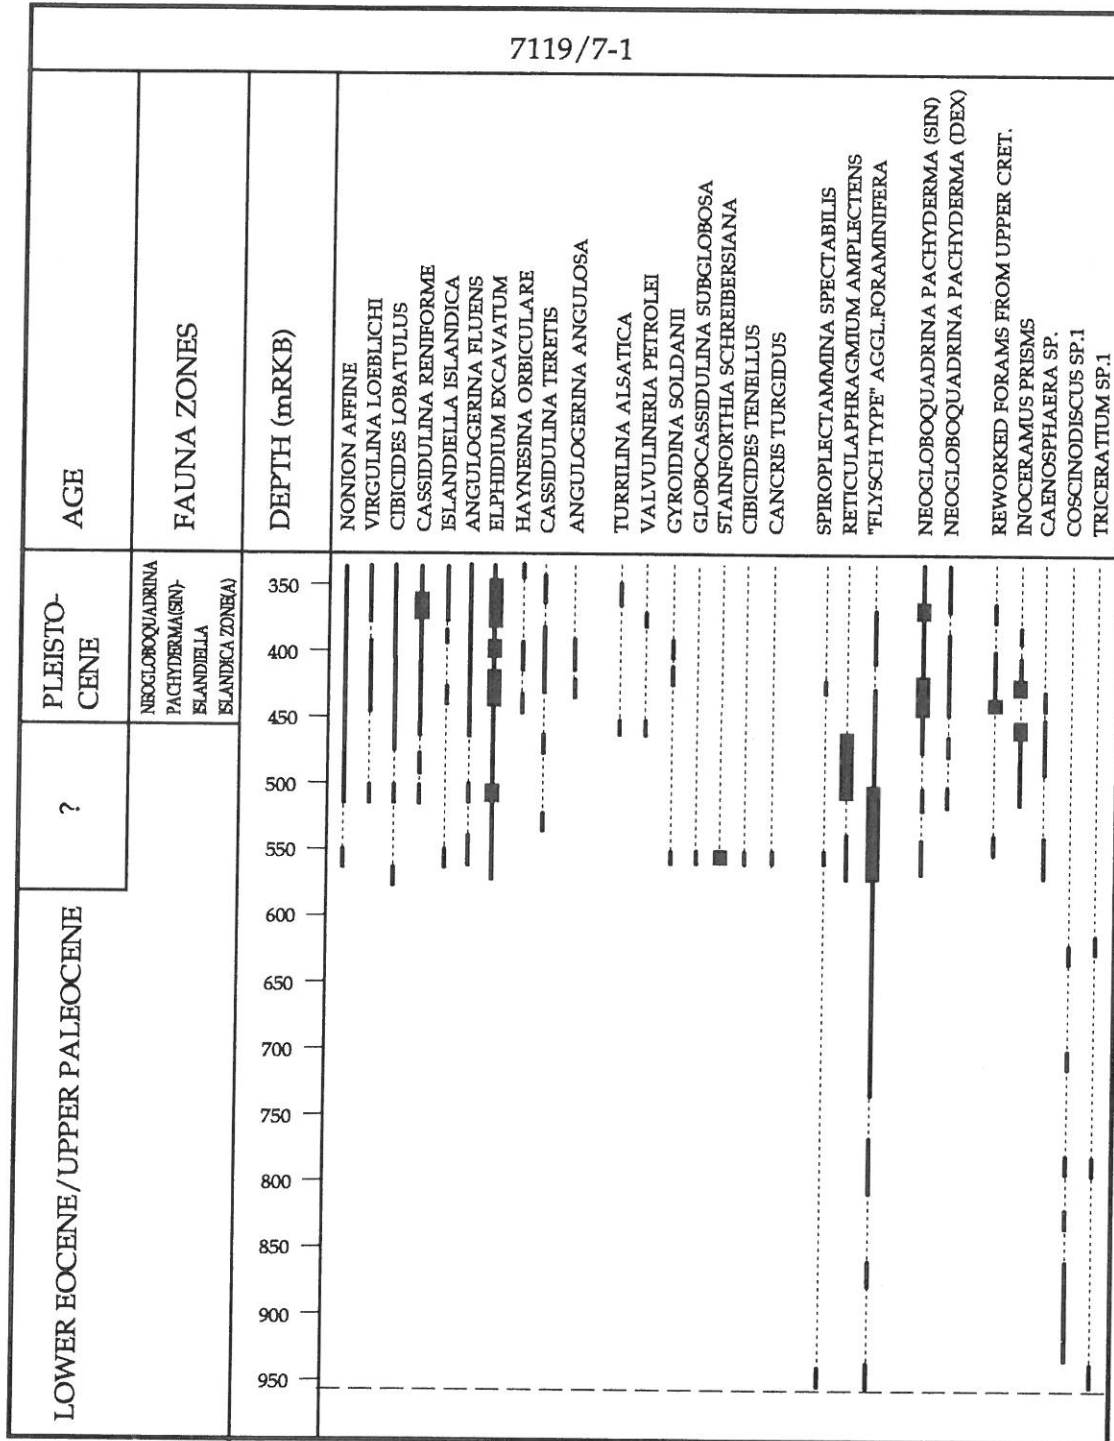 7119/7-1
AGE
FAUNA ZONES
DEPTH (mRKB)
NONION AFFINE
VIRGULINA LOEBLICHI
CIBICIDES LOBATULUS
CASSIDULINA RENIFORME
ISLANDIELLA ISLANDICA
ANGULOGERINA FLUENS
ELPHIDIUM EXCAVATUM
HAYNESINA ORBICULARE
CASSIDULINA TERETIS
ANGULOGERINA ANGULOSA
TURRILINA ALSATICA
VALVULINERIA PETROLEI
GYROIDINA SOLDANII
GLOBOCASSIDULINA SUBGLOBOSA
STAINFORTHIA SCHREIBERSIANA
CIBICIDES TENELLUS
CANCRIS TURGIDUS
SPIROPLECTAMMINA SPECTABILIS
RETICULAPHRAGMIUM AMPLECTENS
"FLYSCH TYPE" AGGL.FORAMINIFERA
NEOGLOBOQUADRINA PACHYDERMA (SIN)
NEOGLOBOQUADRINA PACHYDERMA (DEX)
REWORKED FORAMS FROM UPPER CRET.
INOCERAMUS PRISMS
CAENOSPHAERA SP.
COSCINODISCUS SP.1
TRICERATIUM SP.1
PLEISTO-
CENE
NEOGLOBOQUADRINA
PACHYDERMA(SIN)-
ISLANDIELLA
ISLANDICA ZONE(A)
?
LOWER EOCENE/UPPER PALEOCENE
350
400
450
500
550
600
650
700
750
800
850
900
950